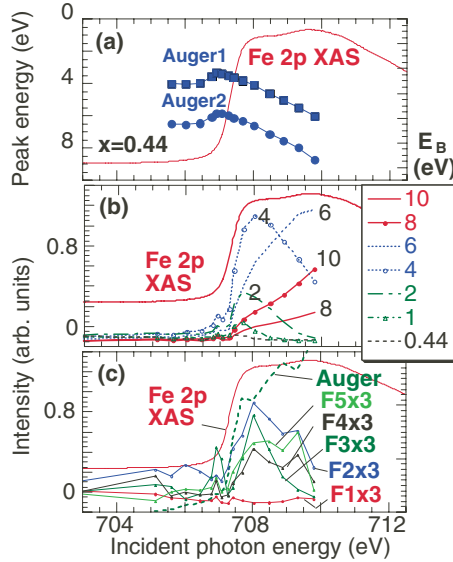 (a)
Peak energy (eV)
0
4
8
Auger1
Fe 2p XAS
Auger2
x=0.44
E_B
(eV)
10
8
6
4
2
1
0.44
(b)
Intensity (arb. units)
0.8
0
Fe 2p
XAS
4
6
10
2
8
(c)
0.8
0
Fe 2p
XAS
Auger
F5x3
F4x3
F3x3
F2x3
F1x3
704
708
712
Incident photon energy (eV)